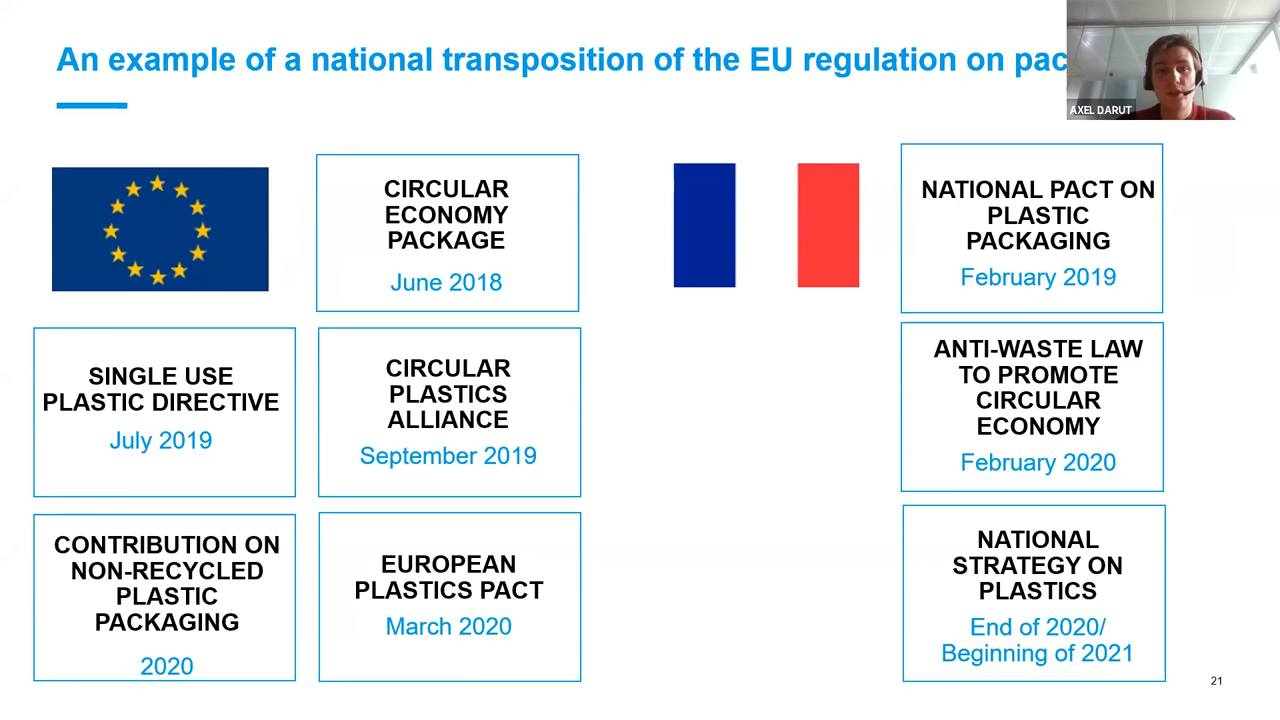 An example of a national transposition of the EU regulation on pac
AXEL DARUT
CIRCULAR
ECONOMY
PACKAGE
June 2018
NATIONAL PACT ON
PLASTIC
PACKAGING
February 2019
SINGLE USE
PLASTIC DIRECTIVE
July 2019
CIRCULAR
PLASTICS
ALLIANCE
September 2019
ANTI-WASTE LAW
TO PROMOTE
CIRCULAR
ECONOMY
February 2020
CONTRIBUTION ON
NON-RECYCLED
PLASTIC
PACKAGING
2020
EUROPEAN
PLASTICS PACT
March 2020
NATIONAL
STRATEGY ON
PLASTICS
End of 2020/
Beginning of 2021
21